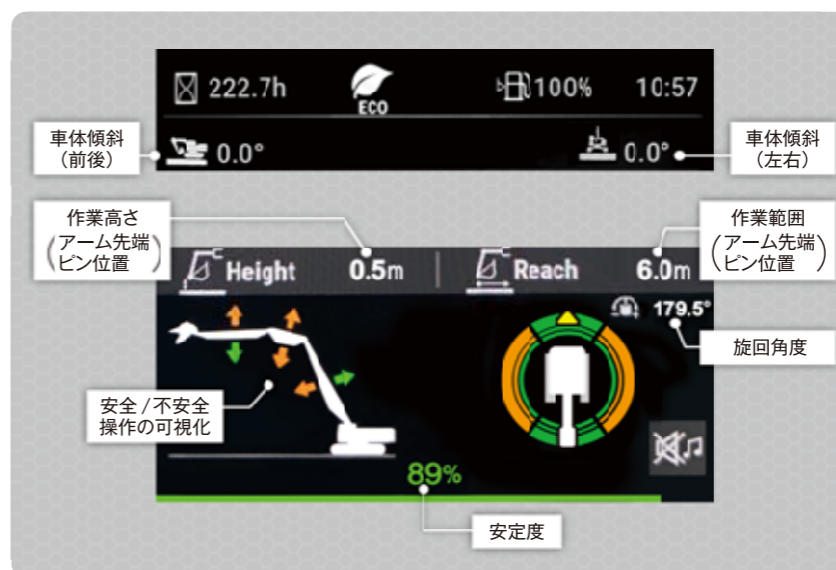 222.7h
ECO
100%
10:57
車体傾斜
(前後)
0.0°
0.0°
車体傾斜
(左右)
作業高さ
(アーム先端
ピン位置)
作業範囲
(アーム先端
ピン位置)
Height 0.5m
Reach 6.0m
179.5°
旋回角度
安全/不安全
操作の可視化
89%
安定度